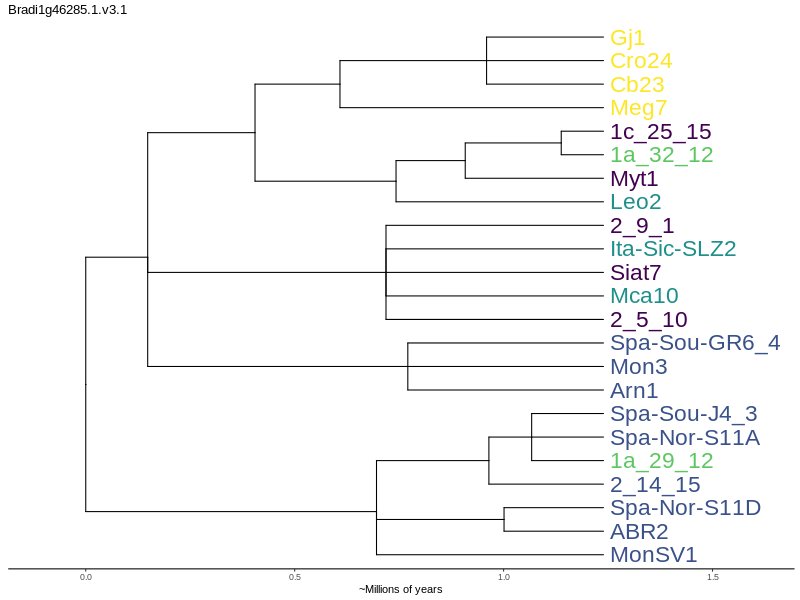 Bradi1g46285.1.v3.1
Gj1
Cro24
Cb23
Meg7
1c_25_15
1a_32_12
Myt1
Leo2
2_9_1
Ita-Sic-SLZ2
Siat7
Mca10
2_5_10
Spa-Sou-GR6_4
Mon3
Arn1
Spa-Sou-J4_3
Spa-Nor-S11A
1a_29_12
2_14_15
Spa-Nor-S11D
ABR2
MonSV1
0.0 0.5 1.0 1.5
~Millions of years